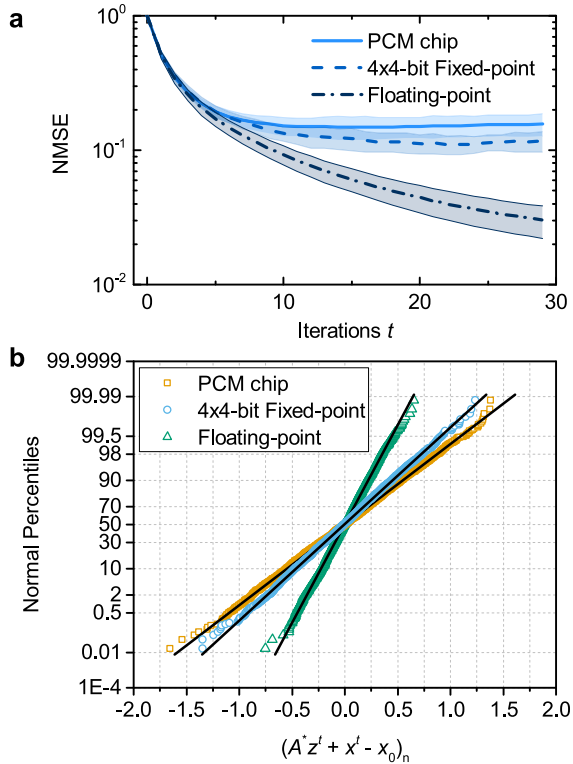 a
10^0
10^-1
10^-2
NMSE
PCM chip
4x4-bit Fixed-point
Floating-point
0 10 20 30
Iterations t
b
99.9999
99.99
99.5
98
90
70
50
30
10
2
0.5
0.01
1E-4
Normal Percentiles
PCM chip
4x4-bit Fixed-point
Floating-point
-2.0 -1.5 -1.0 -0.5 0.0 0.5 1.0 1.5 2.0
(A*z^t + x^t - x_0)_n